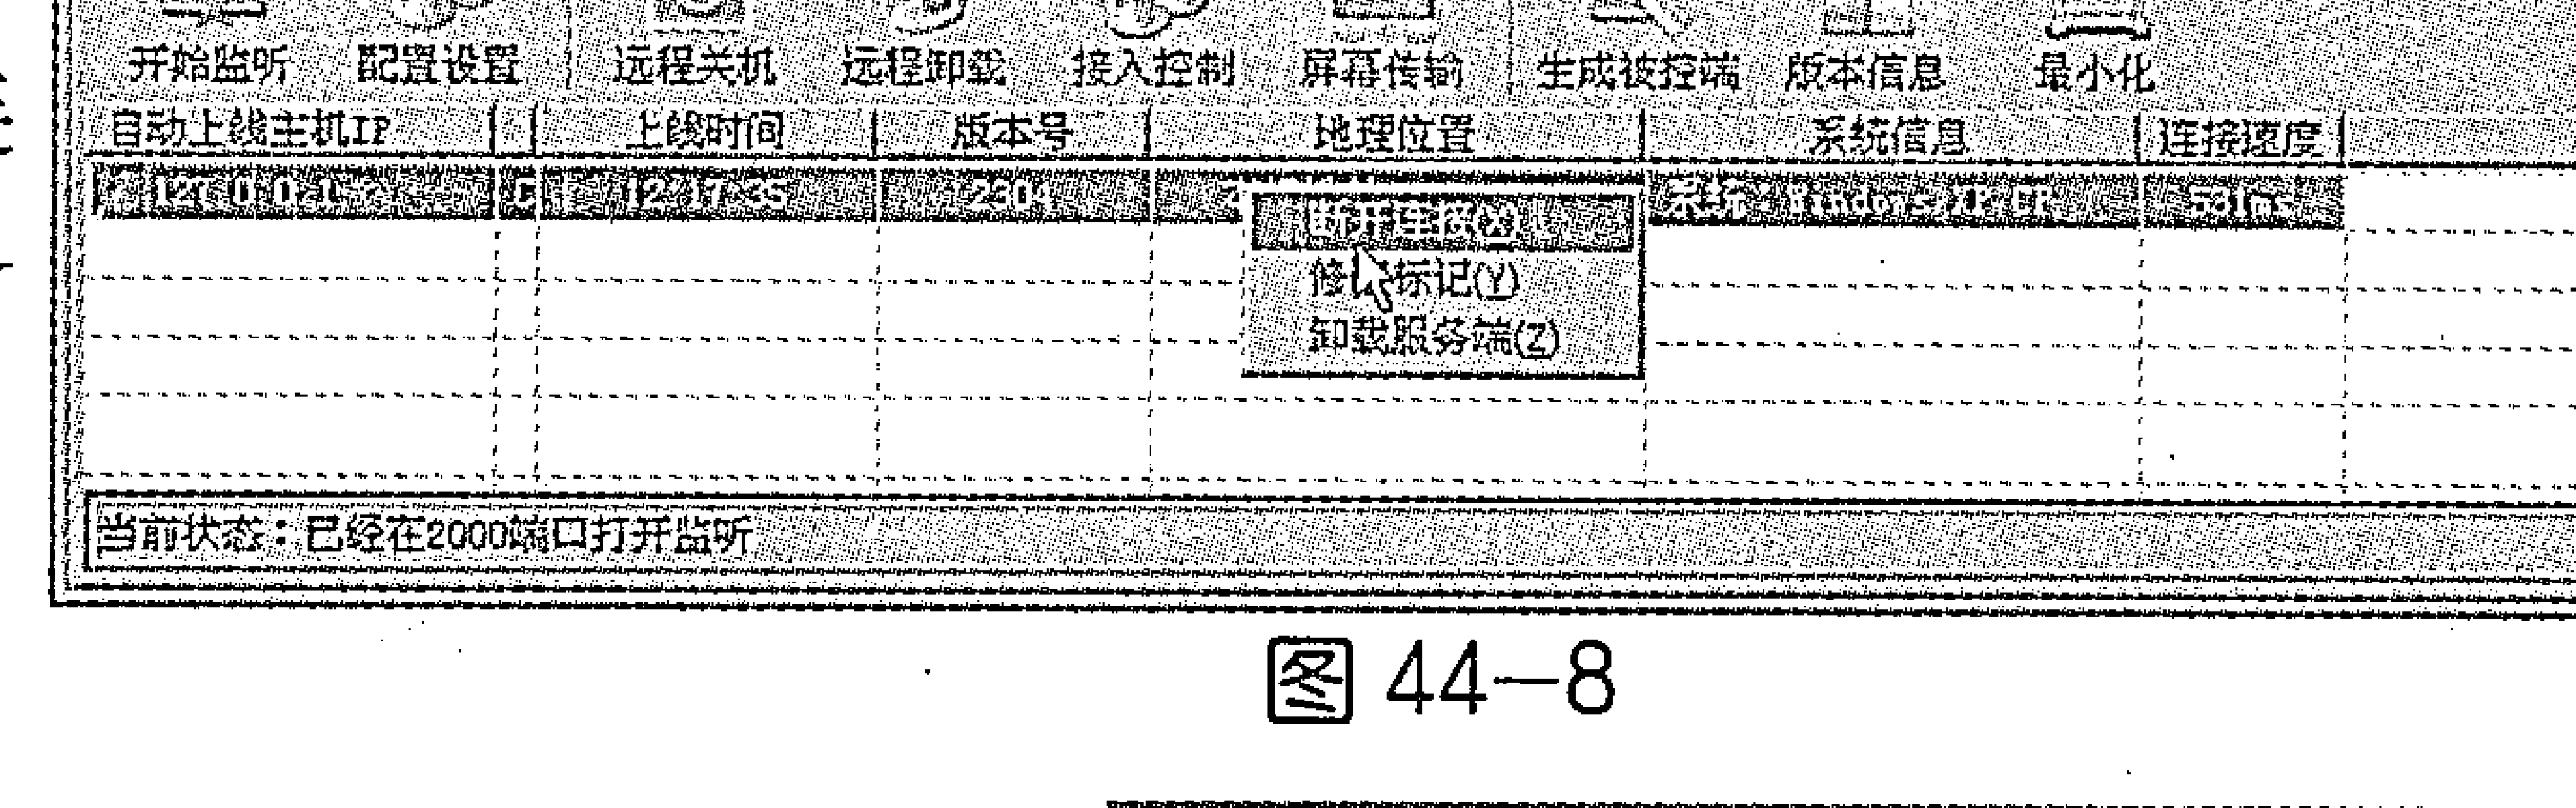 开始监听 配置设置 远程关机 远程卸载 接入控制 屏幕传输 生成被控端 版本信息 最小化
自动上线主机IP 上线时间 版本号 地理位置 系统信息 连接速度
断开连接(X)
标记(Y)
卸载服务端(Z)
当前状态：已经在2000端口打开监听
图 44-8